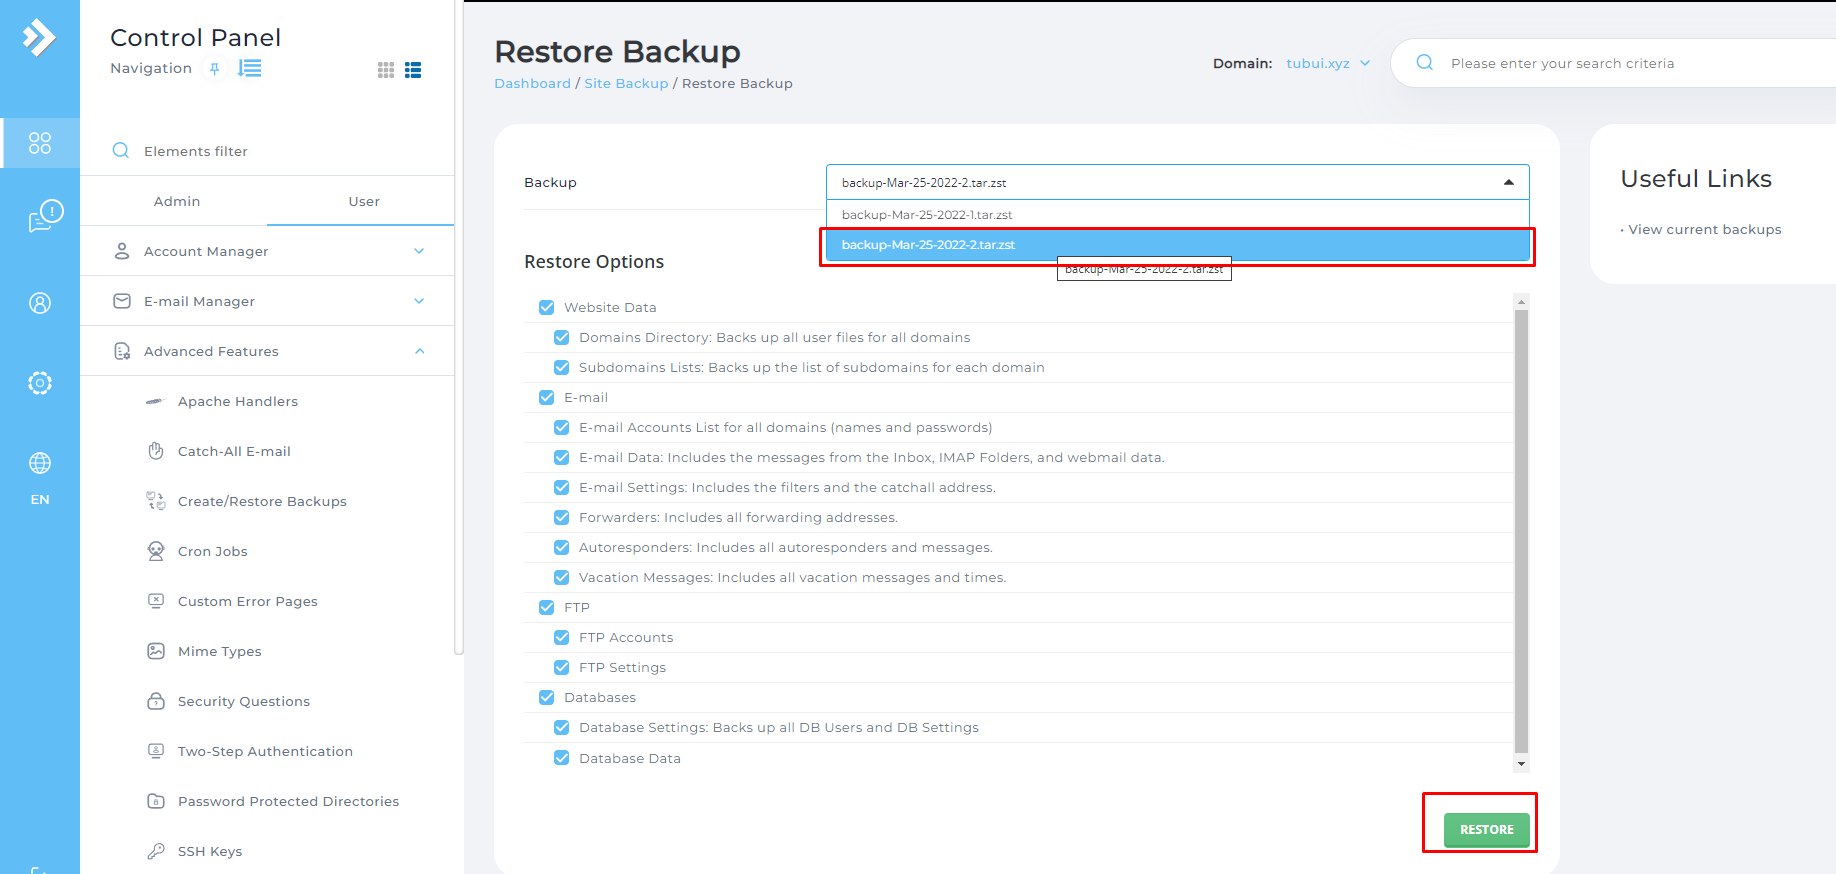 Control Panel
Navigation
Elements filter
Admin
User
Account Manager
E-mail Manager
Advanced Features
Apache Handlers
Catch-All E-mail
Create/Restore Backups
Cron Jobs
Custom Error Pages
Mime Types
Security Questions
Two-Step Authentication
Password Protected Directories
SSH Keys
EN
Restore Backup
Dashboard / Site Backup / Restore Backup
Domain: tubui.xyz
Please enter your search criteria
Backup
backup-Mar-25-2022-2.tar.zst
backup-Mar-25-2022-1.tar.zst
backup-Mar-25-2022-2.tar.zst
backup-Mar-25-2022-2.tar.zst
Restore Options
Website Data
Domains Directory: Backs up all user files for all domains
Subdomains Lists: Backs up the list of subdomains for each domain
E-mail
E-mail Accounts List for all domains (names and passwords)
E-mail Data: Includes the messages from the Inbox, IMAP Folders, and webmail data.
E-mail Settings: Includes the filters and the catchall address.
Forwarders: Includes all forwarding addresses.
Autoresponders: Includes all autoresponders and messages.
Vacation Messages: Includes all vacation messages and times.
FTP
FTP Accounts
FTP Settings
Databases
Database Settings: Backs up all DB Users and DB Settings
Database Data
RESTORE
Useful Links
• View current backups